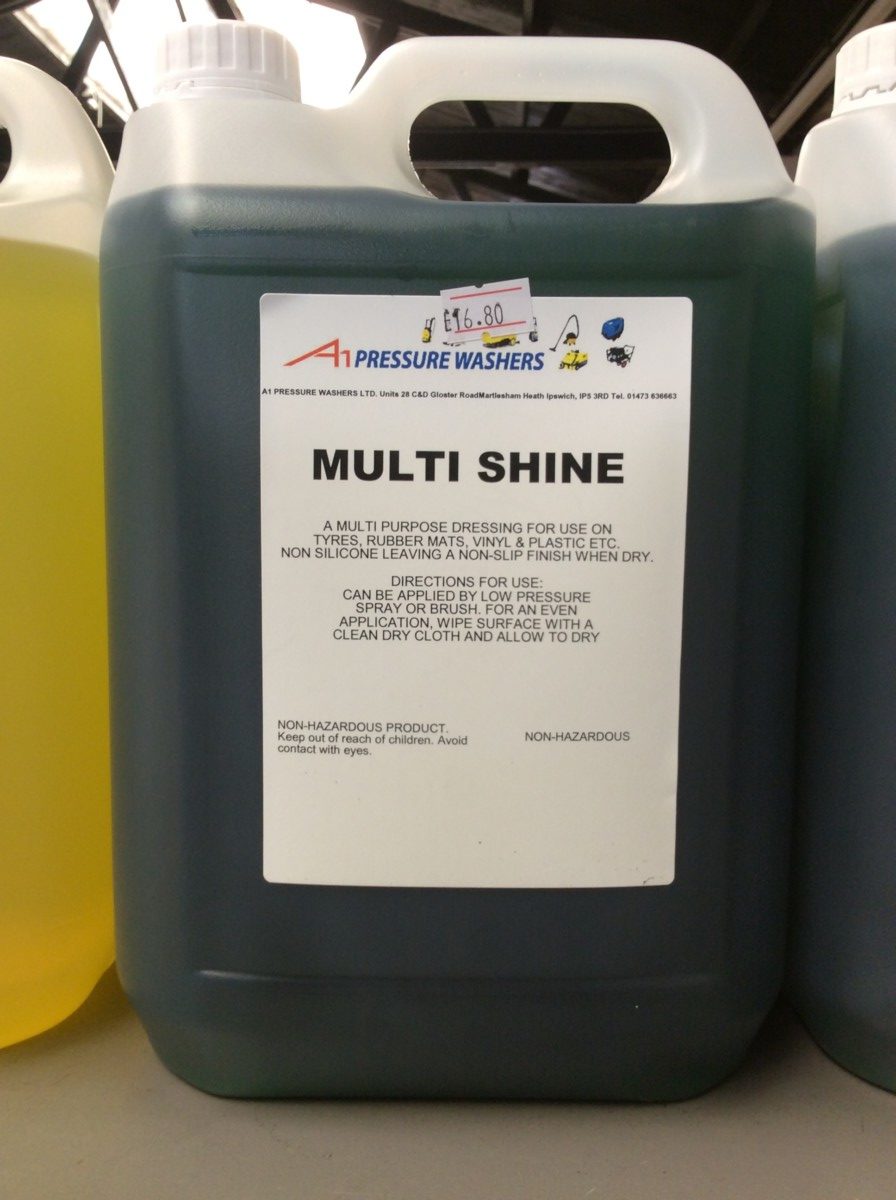 £16.80
A1 PRESSURE WASHERS
A1 PRESSURE WASHERS LTD. Units 28 C&D Gloster RoadMartlesham Heath Ipswich, IP5 3RD Tel. 01473 636663
MULTI SHINE
A MULTI PURPOSE DRESSING FOR USE ON
TYRES, RUBBER MATS, VINYL & PLASTIC ETC.
NON SILICONE LEAVING A NON-SLIP FINISH WHEN DRY.
DIRECTIONS FOR USE:
CAN BE APPLIED BY LOW PRESSURE
SPRAY OR BRUSH. FOR AN EVEN
APPLICATION, WIPE SURFACE WITH A
CLEAN DRY CLOTH AND ALLOW TO DRY
NON-HAZARDOUS PRODUCT.
Keep out of reach of children. Avoid
contact with eyes.
NON-HAZARDOUS